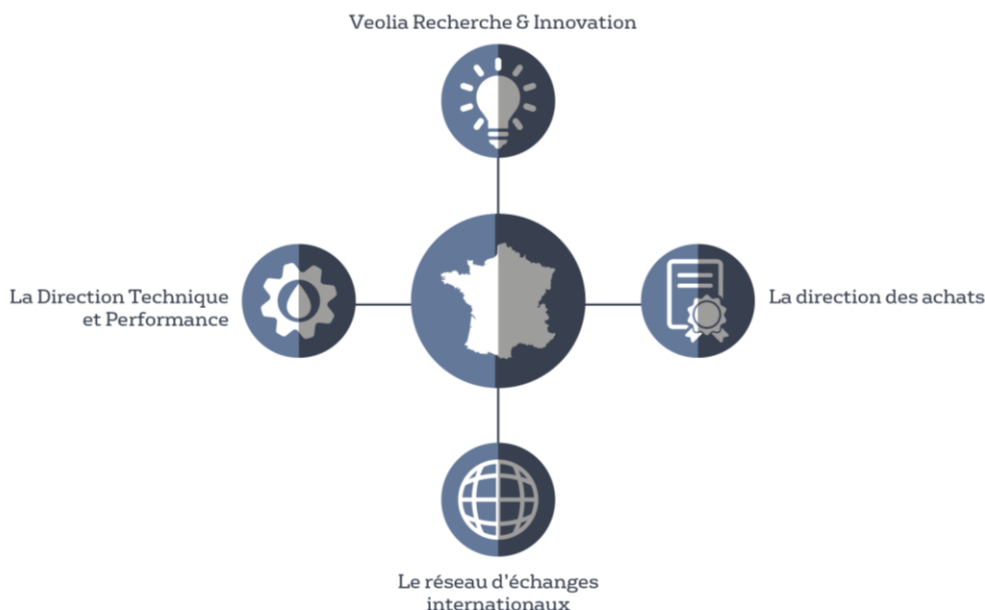 Veolia Recherche & Innovation
La Direction Technique
et Performance
La direction des achats
Le réseau d'échanges
internationaux